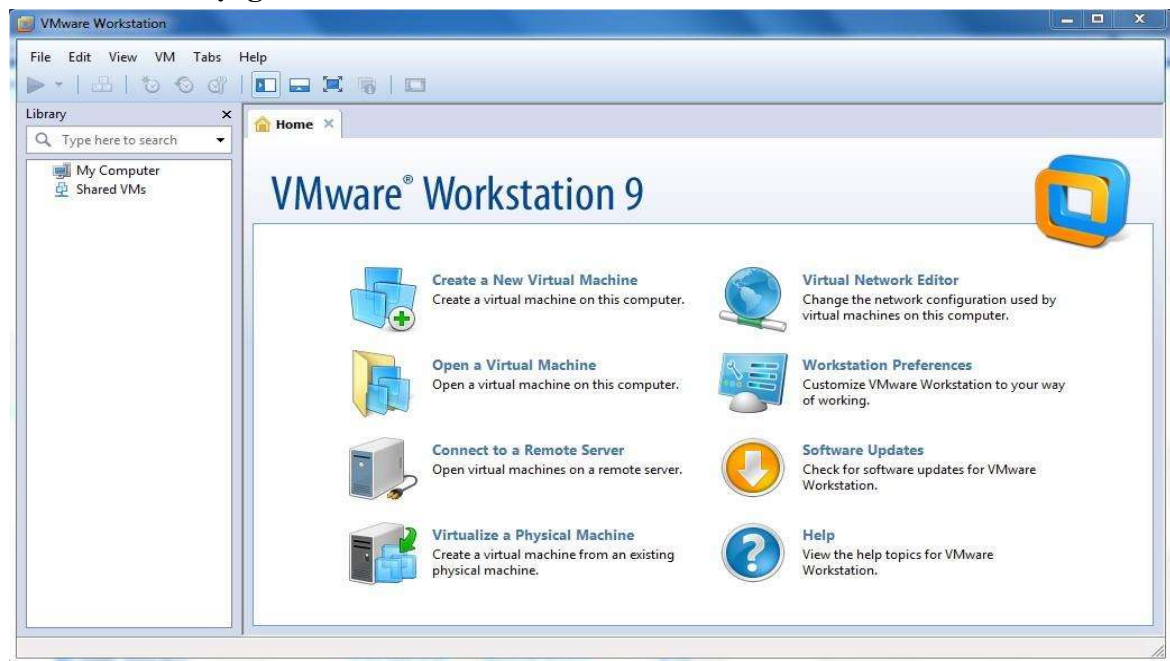 VMware Workstation
File Edit View VM Tabs Help
Library
Type here to search
My Computer
Shared VMs
Home
VMware® Workstation 9
Create a New Virtual Machine
Create a virtual machine on this computer.
Open a Virtual Machine
Open a virtual machine on this computer.
Connect to a Remote Server
Open virtual machines on a remote server.
Virtualize a Physical Machine
Create a virtual machine from an existing
physical machine.
Virtual Network Editor
Change the network configuration used by
virtual machines on this computer.
Workstation Preferences
Customize VMware Workstation to your way
of working.
Software Updates
Check for software updates for VMware
Workstation.
Help
View the help topics for VMware
Workstation.